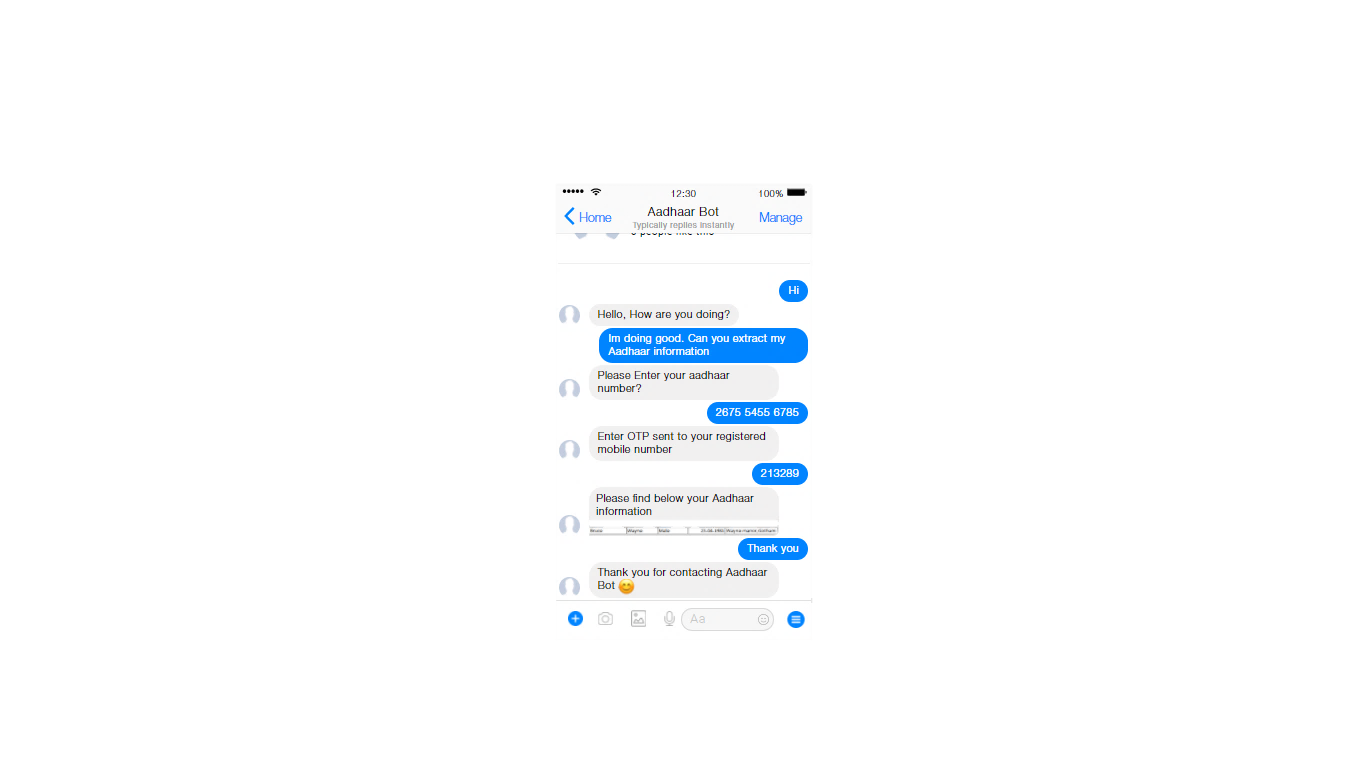 12:30
100%
Home
Aadhaar Bot
Manage
Typically replies instantly
Hi
Hello, How are you doing?
Im doing good. Can you extract my
Aadhaar information
Please Enter your aadhaar
number?
2675 5455 6785
Enter OTP sent to your registered
mobile number
213289
Please find below your Aadhaar
information
Wayne Male
Thank you
Thank you for contacting Aadhaar
Bot
Aa